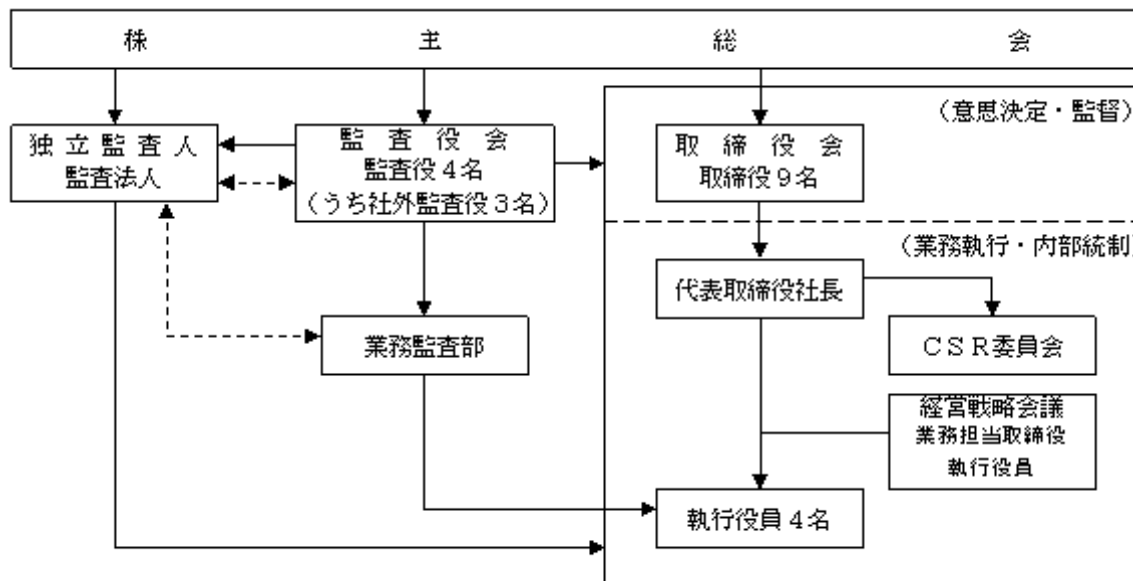 株主総会
(意思決定・監督)
独立監査人
監査法人
監査役会
監査役4名
(うち社外監査役3名)
取締役会
取締役9名
(業務執行・内部統制)
代表取締役社長
業務監査部
CSR委員会
経営戦略会議
業務担当取締役
執行役員
執行役員4名